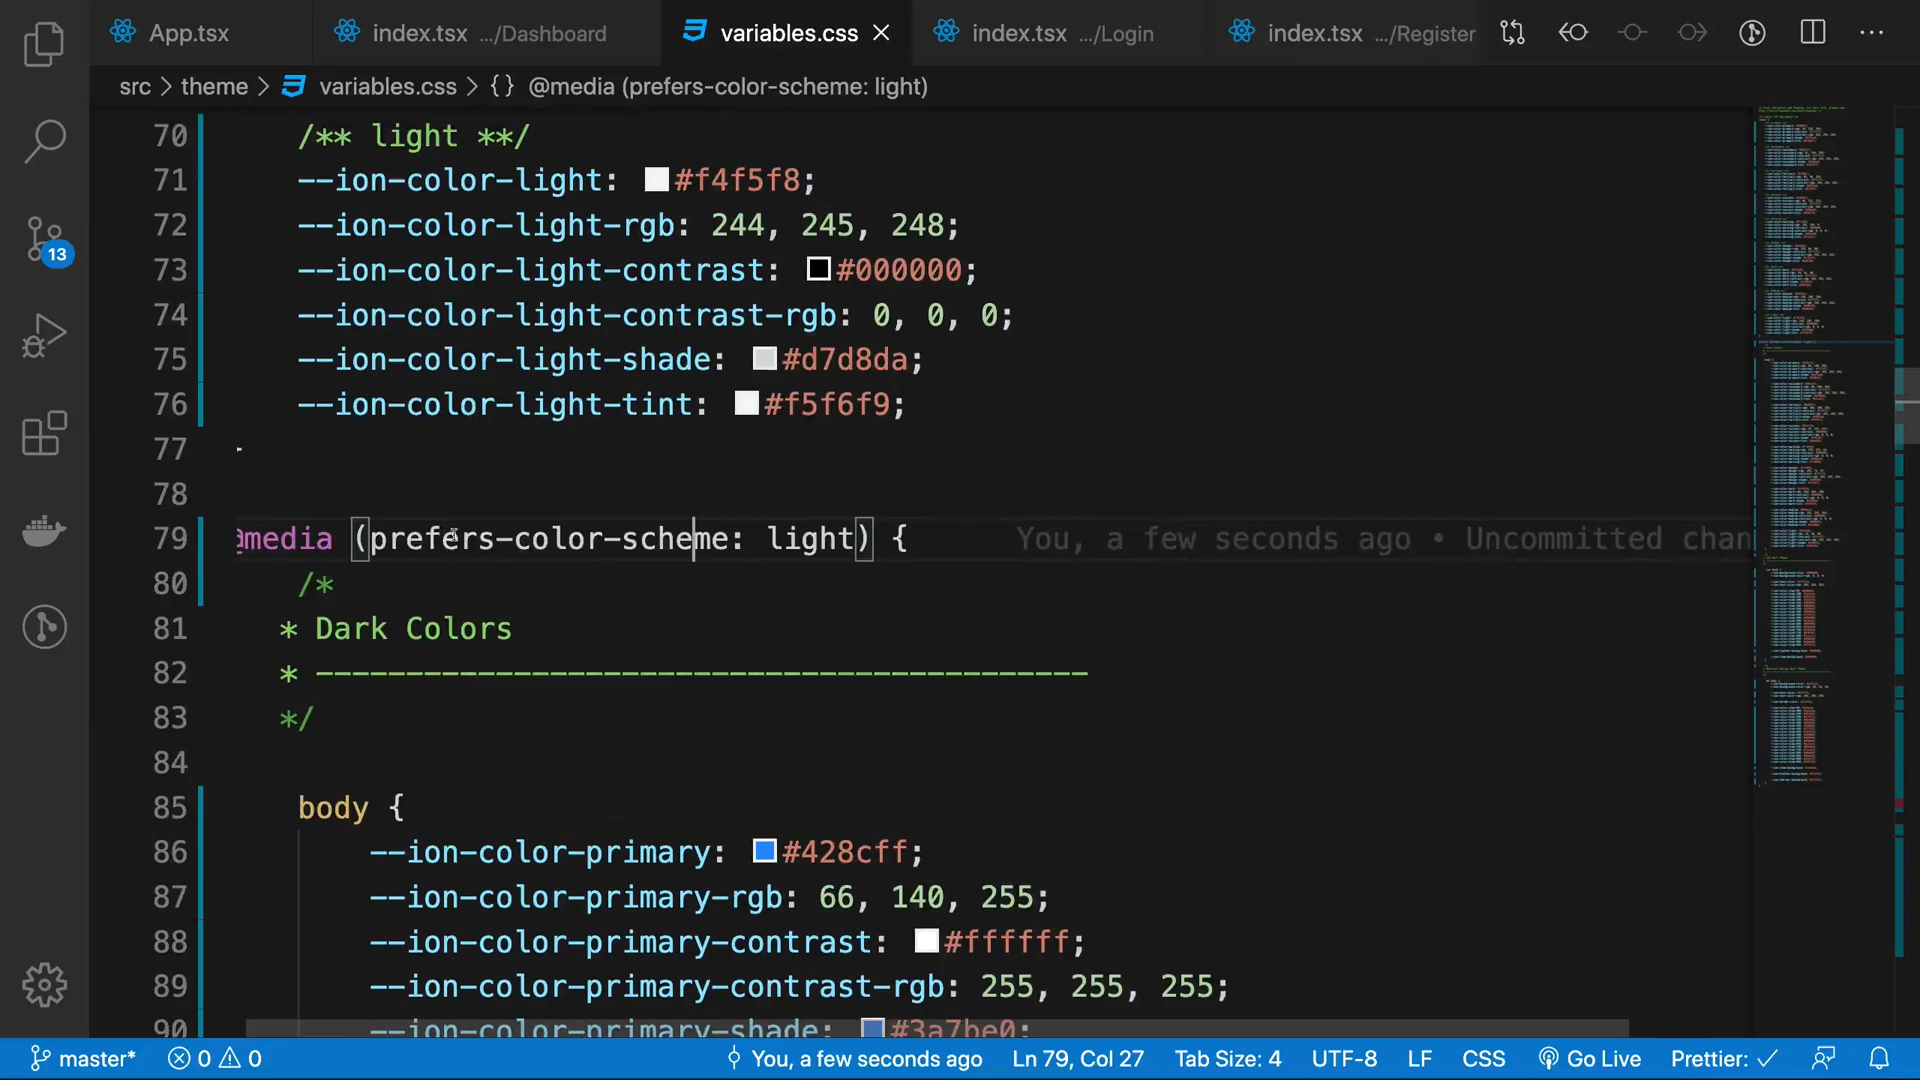 App.tsx
index.tsx .../Dashboard
variables.css
index.tsx .../Login
index.tsx .../Register
src > theme > variables.css > {} @media (prefers-color-scheme: light)
70 /** light **/
71 --ion-color-light: #f4f5f8;
72 --ion-color-light-rgb: 244, 245, 248;
73 --ion-color-light-contrast: #000000;
74 --ion-color-light-contrast-rgb: 0, 0, 0;
75 --ion-color-light-shade: #d7d8da;
76 --ion-color-light-tint: #f5f6f9;
77
78
79 @media (prefers-color-scheme: light) { You, a few seconds ago • Uncommitted chan
80 /*
81 * Dark Colors
82 * -------------------------------------------
83 */
84
85 body {
86 --ion-color-primary: #428cff;
87 --ion-color-primary-rgb: 66, 140, 255;
88 --ion-color-primary-contrast: #ffffff;
89 --ion-color-primary-contrast-rgb: 255, 255, 255;
90 --ion-color-primary-shade: #3a7be0;
13
master* 0 0 You, a few seconds ago Ln 79, Col 27 Tab Size: 4 UTF-8 LF CSS Go Live Prettier: ✓